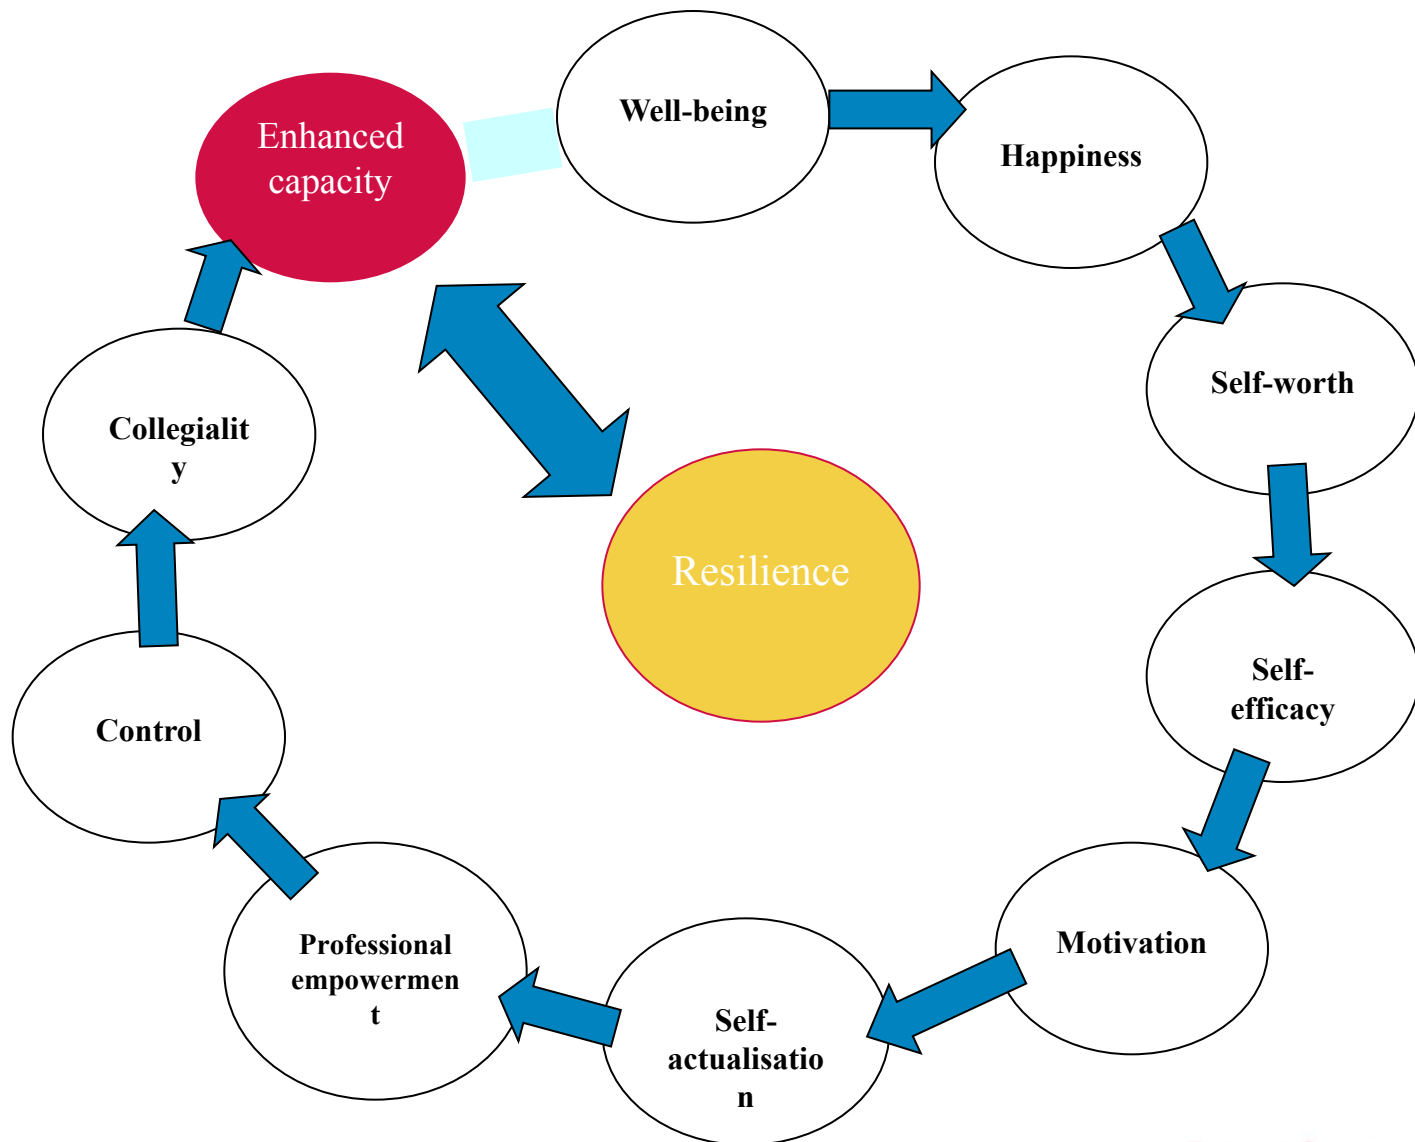 Enhanced
capacity
Well-being
Happiness
Self-worth
Self-
efficacy
Motivation
Self-
actualisatio
n
Professional
empowermen
t
Control
Collegialit
y
Resilience